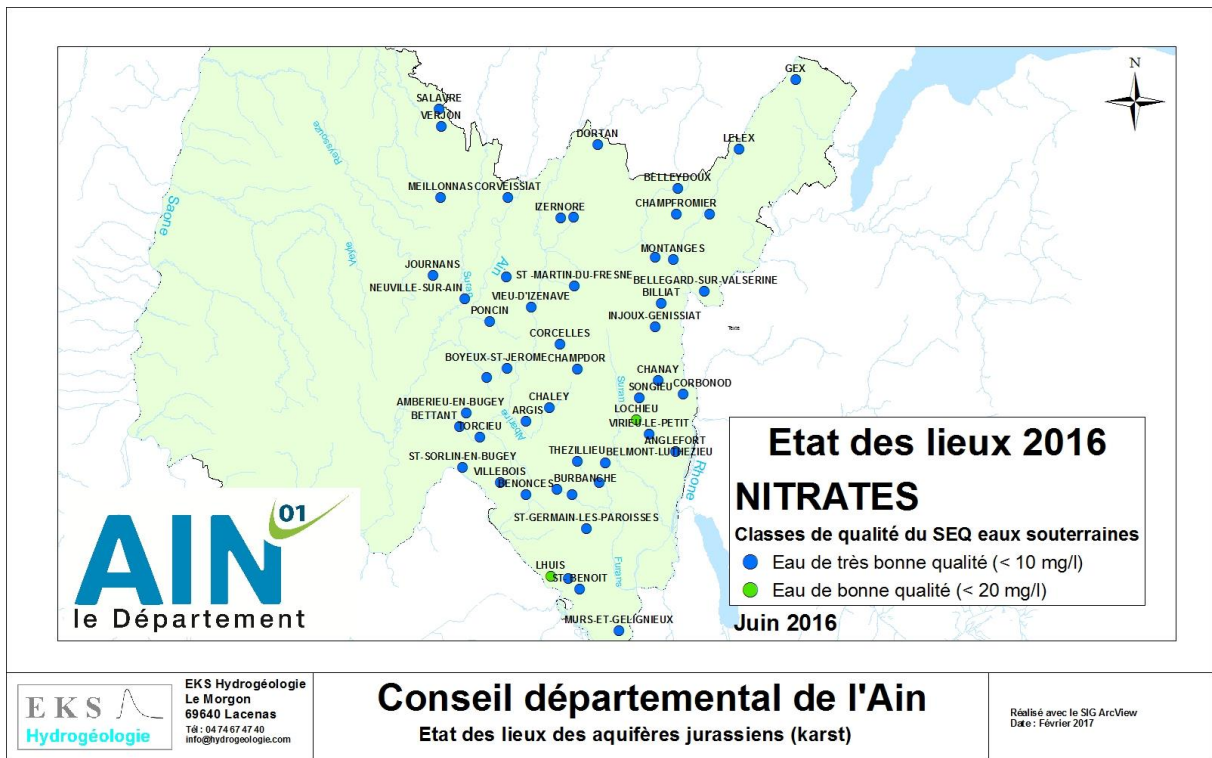 N
GEX
SALAVRE
VERJON
DORTAN
LELEX
Reyssouze
BELLEYDOUX
MEILLONNAS CORVEISSIAT
IZERNORE
CHAMPFROMIER
Saône
Veyle
MONTANGES
JOURNANS
Suran
Ain
ST -MARTIN-DU-FRESNE
BELLEGARD-SUR-VALSERINE
NEUVILLE-SUR-AIN
VIEU-D'IZENAVE
BILLIAT
PONCIN
INJOUX-GENISSIAT
Texte
CORCELLES
BOYEUX-ST-JEROME CHAMPDOR
CHANAY
SONGIEU
CORBONOD
AMBERIEU-EN-BUGEY
CHALEY
LOCHIEU
BETTANT
ARGIS
Albarine
VIRIEU-LE-PETIT
TORCIEU
ANGLEFORT
THEZILLIEU
BELMONT-LUTHEZIEU
ST-SORLIN-EN-BUGEY
Rhone
VILLEBOIS
BENONCES
BURBANCHE
ST-GERMAIN-LES-PAROISSES
LHUIS
ST-BENOIT
Furans
MURS-ET-GELIGNIEUX
AIN 01
le Département
Etat des lieux 2016
NITRATES
Classes de qualité du SEQ eaux souterraines
Eau de très bonne qualité (< 10 mg/l)
Eau de bonne qualité (< 20 mg/l)
Juin 2016
EKS
Hydrogéologie
EKS Hydrogéologie
Le Morgon
69640 Lacenas
Tél : 04 74 67 47 40
info@hydrogeologie.com
Conseil départemental de l'Ain
Etat des lieux des aquifères jurassiens (karst)
Réalisé avec le SIG ArcView
Date : Février 2017